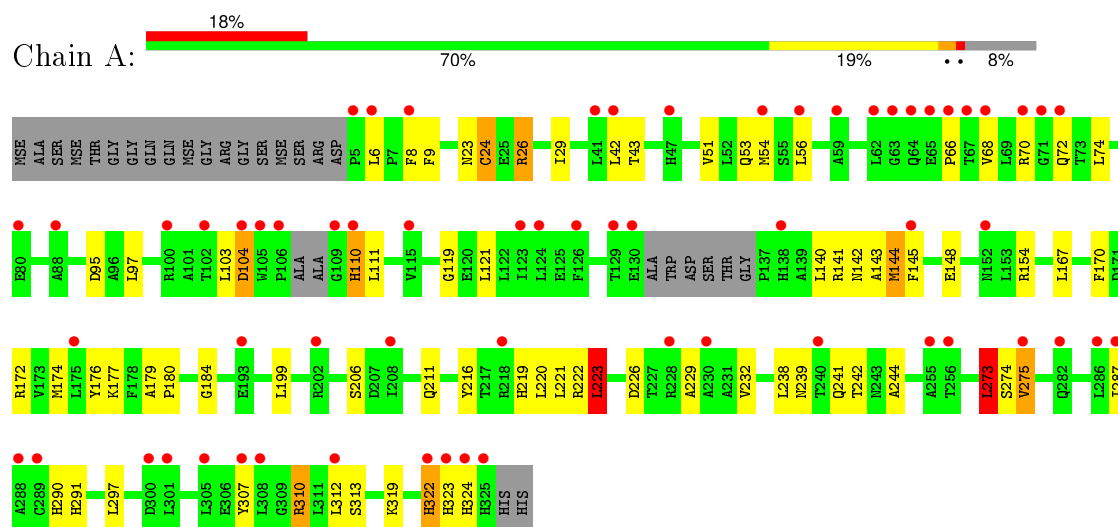 18%
Chain A:
70% 19% • • 8%
MSE ALA SER MSE THR GLY GLY GLN GLN MSE GLY ARG GLY SER MSE SER ARG ASP P5 L6 P7 F8 F9 N23 C24 E25 R26 I29 L41 L42 T43 H47 V51 L52 Q53 M54 S55 L56 A59 L62 G63 Q64 E65 P66 T67 V68 L69 R70 G71 Q72 T73 L74
E80 A88 D95 A96 L97 R100 A101 T102 L103 D104 W105 P106 ALA ALA G109 H110 L111 V115 G119 E120 L121 L122 I123 L124 E125 F126 T129 E130 ALA TRP ASP SER THR GLY P137 H138 A139 L140 R141 N142 A143 M144 F145 E148 N152 L153 R154 L167 F170 D171
R172 V173 M174 L175 Y176 K177 F178 A179 P180 G184 E193 L199 R202 S206 D207 I208 Q211 Y216 T217 R218 H219 L220 L221 R222 L223 D226 T227 R228 A229 A230 A231 V232 L238 N239 T240 Q241 T242 N243 A244 A255 T256 L273 S274 V275 Q282 L286
A288 C289 H290 H291 L297 D300 L301 L305 E306 Y307 L308 G309 R310 L311 L312 S313 K319 H322 H323 H324 H325 HIS HIS